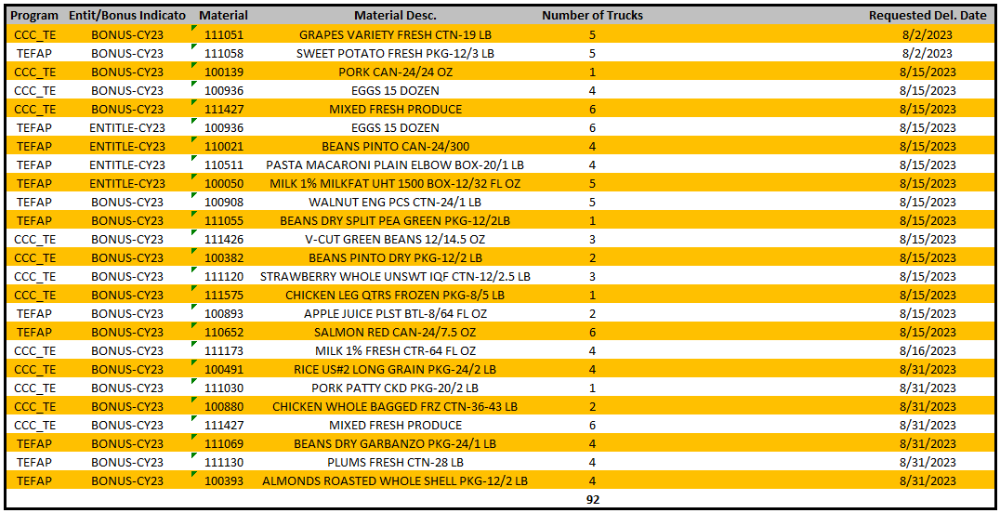 Program Entit/Bonus Indicato Material Material Desc. Number of Trucks Requested Del. Date
CCC_TE BONUS-CY23 111051 GRAPES VARIETY FRESH CTN-19 LB 5 8/2/2023
TEFAP BONUS-CY23 111058 SWEET POTATO FRESH PKG-12/3 LB 5 8/2/2023
CCC_TE BONUS-CY23 100139 PORK CAN-24/24 OZ 1 8/15/2023
CCC_TE BONUS-CY23 100936 EGGS 15 DOZEN 4 8/15/2023
CCC_TE BONUS-CY23 111427 MIXED FRESH PRODUCE 6 8/15/2023
TEFAP ENTITLE-CY23 100936 EGGS 15 DOZEN 6 8/15/2023
TEFAP ENTITLE-CY23 110021 BEANS PINTO CAN-24/300 4 8/15/2023
TEFAP ENTITLE-CY23 110511 PASTA MACARONI PLAIN ELBOW BOX-20/1 LB 4 8/15/2023
TEFAP ENTITLE-CY23 100050 MILK 1% MILKFAT UHT 1500 BOX-12/32 FL OZ 5 8/15/2023
TEFAP BONUS-CY23 100908 WALNUT ENG PCS CTN-24/1 LB 5 8/15/2023
TEFAP BONUS-CY23 111055 BEANS DRY SPLIT PEA GREEN PKG-12/2LB 1 8/15/2023
CCC_TE BONUS-CY23 111426 V-CUT GREEN BEANS 12/14.5 OZ 3 8/15/2023
CCC_TE BONUS-CY23 100382 BEANS PINTO DRY PKG-12/2 LB 2 8/15/2023
CCC_TE BONUS-CY23 111120 STRAWBERRY WHOLE UNSWT IQF CTN-12/2.5 LB 3 8/15/2023
CCC_TE BONUS-CY23 111575 CHICKEN LEG QTRS FROZEN PKG-8/5 LB 1 8/15/2023
TEFAP BONUS-CY23 100893 APPLE JUICE PLST BTL-8/64 FL OZ 2 8/15/2023
TEFAP BONUS-CY23 110652 SALMON RED CAN-24/7.5 OZ 6 8/15/2023
CCC_TE BONUS-CY23 111173 MILK 1% FRESH CTR-64 FL OZ 4 8/16/2023
CCC_TE BONUS-CY23 100491 RICE US#2 LONG GRAIN PKG-24/2 LB 4 8/31/2023
CCC_TE BONUS-CY23 111030 PORK PATTY CKD PKG-20/2 LB 1 8/31/2023
CCC_TE BONUS-CY23 100880 CHICKEN WHOLE BAGGED FRZ CTN-36-43 LB 2 8/31/2023
CCC_TE BONUS-CY23 111427 MIXED FRESH PRODUCE 6 8/31/2023
TEFAP BONUS-CY23 111069 BEANS DRY GARBANZO PKG-24/1 LB 4 8/31/2023
TEFAP BONUS-CY23 111130 PLUMS FRESH CTN-28 LB 4 8/31/2023
TEFAP BONUS-CY23 100393 ALMONDS ROASTED WHOLE SHELL PKG-12/2 LB 4 8/31/2023
92